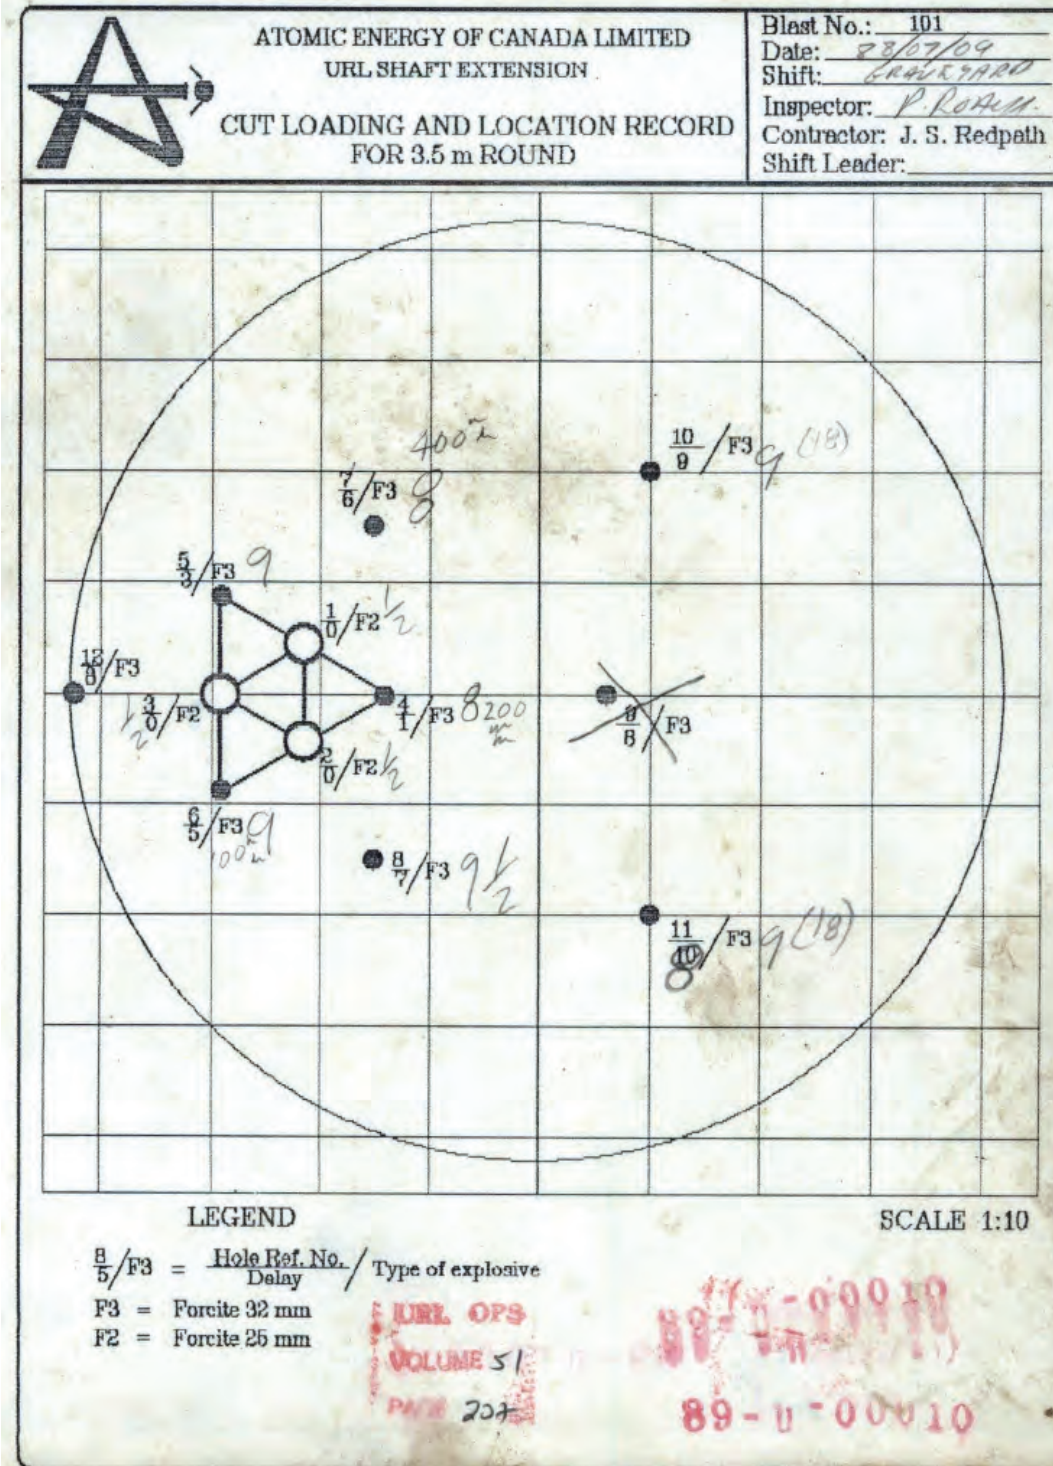 ATOMIC ENERGY OF CANADA LIMITED
URL SHAFT EXTENSION
CUT LOADING AND LOCATION RECORD
FOR 3.5 m ROUND
Blast No.: 101
Date: 88/07/09
Shift: GRAVEYARD
Inspector: P.
Contractor: J. S. Redpath
Shift Leader:
400 mm
10/9 / F3 9 (18)
7/6 / F3 8
5/3 / F3 9
1/0 / F2 1/2
12/8 / F3
1/2 3/0 / F2
4/1 / F3 8 200 mm
9/8 / F3
2/0 / F2 1/2
6/5 / F3 9
100 mm
8/7 / F3 9 1/2
11/10 / F3 9 (18)
8
LEGEND
SCALE 1:10
8/5 / F3 = Hole Ref. No. / Delay / Type of explosive
F3 = Forcite 32 mm
F2 = Forcite 25 mm
URL OPS
VOLUME 51
PAGE 207
89-U-00010